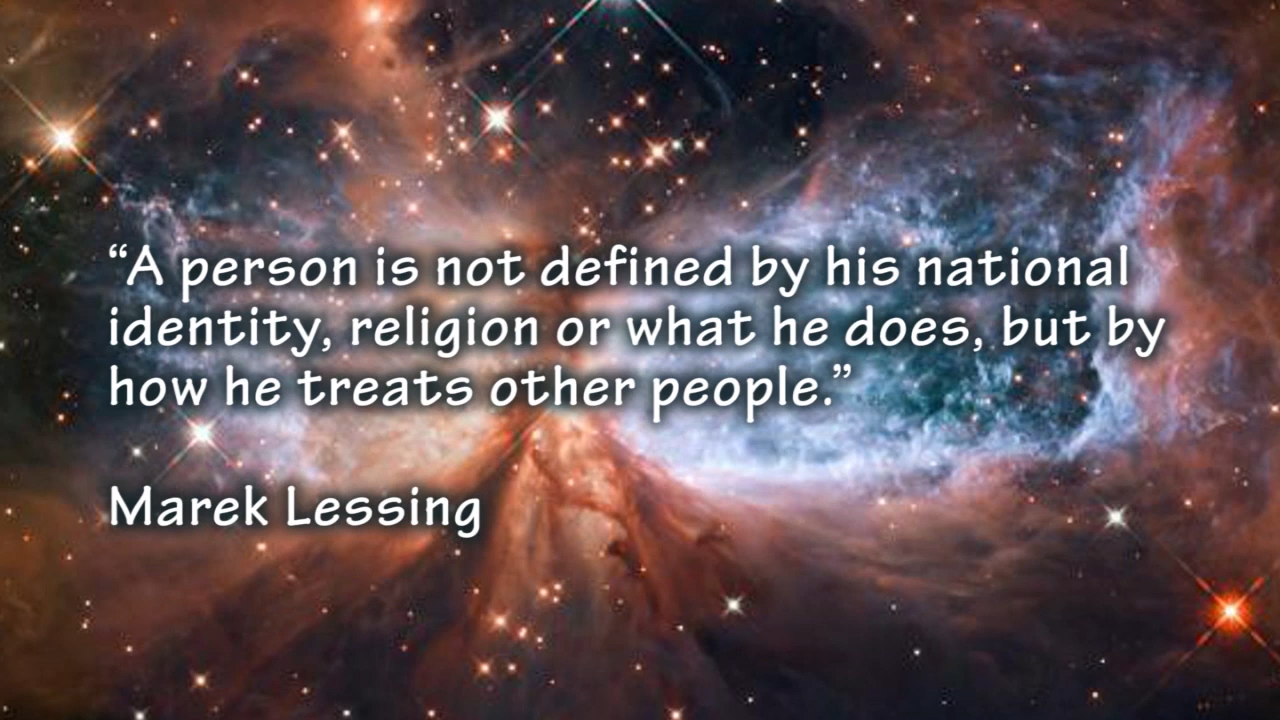 “A person is not defined by his national
identity, religion or what he does, but by
how he treats other people.”
Marek Lessing